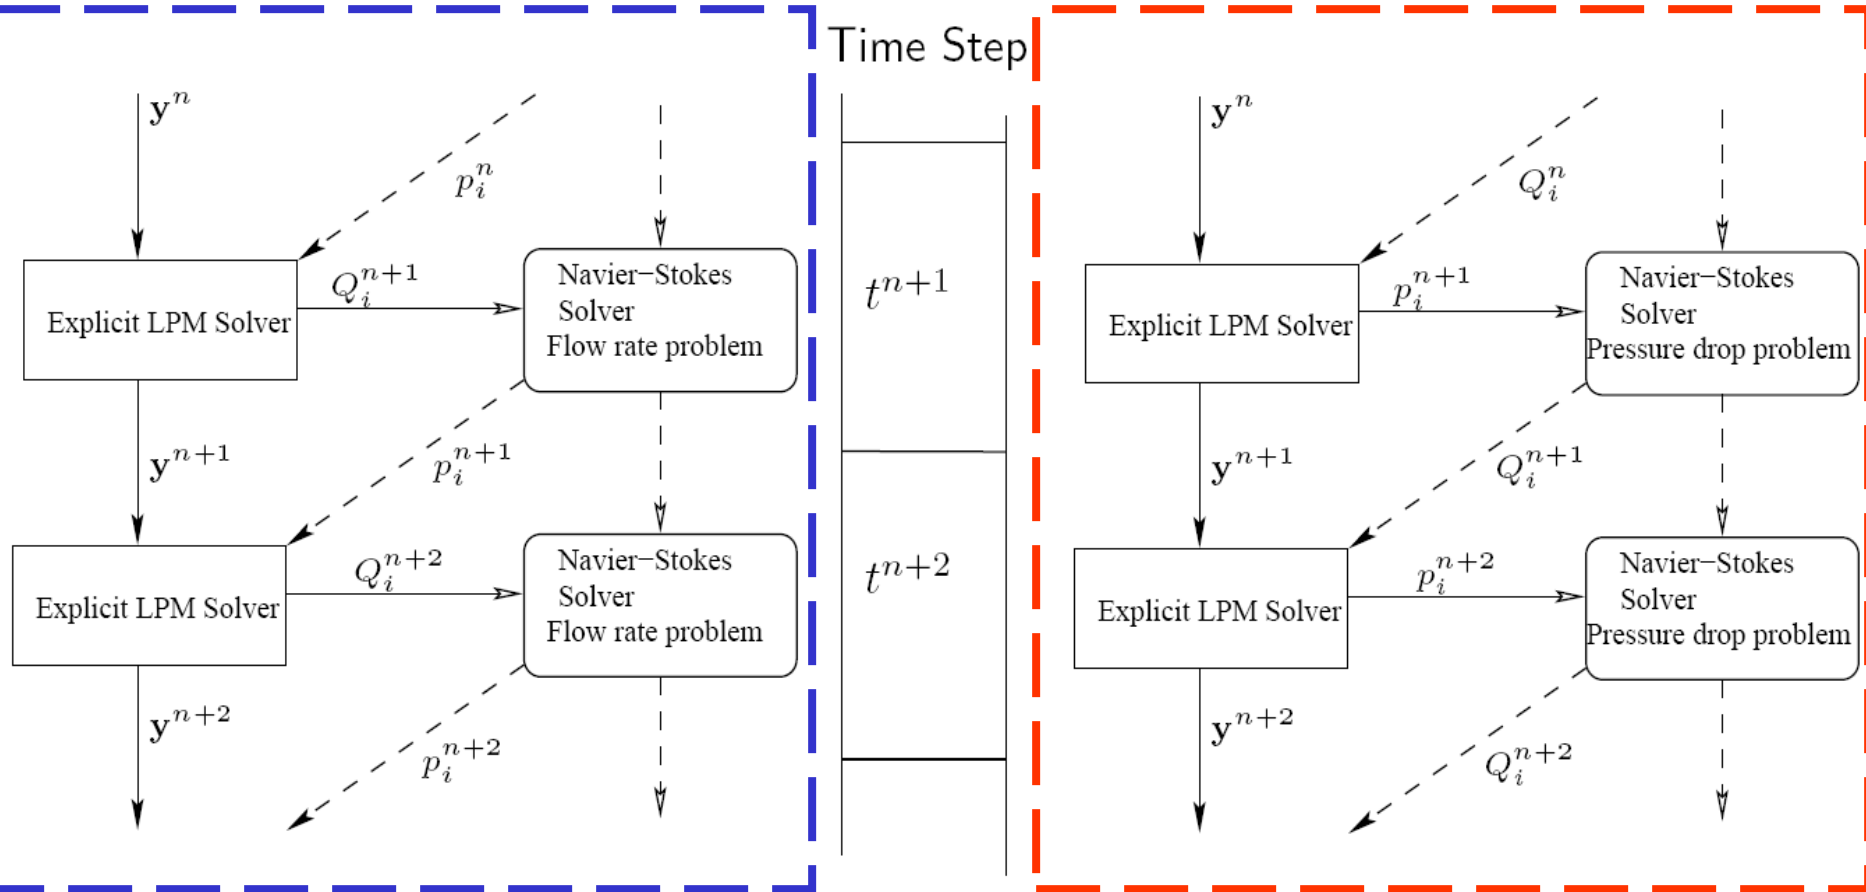 Time Step
y^n
p_i^n
Q_i^{n+1}
Explicit LPM Solver
Navier–Stokes
Solver
Flow rate problem
y^{n+1}
p_i^{n+1}
Q_i^{n+2}
Explicit LPM Solver
Navier–Stokes
Solver
Flow rate problem
y^{n+2}
p_i^{n+2}
t^{n+1}
t^{n+2}
y^n
Q_i^n
p_i^{n+1}
Explicit LPM Solver
Navier–Stokes
Solver
Pressure drop problem
y^{n+1}
Q_i^{n+1}
p_i^{n+2}
Explicit LPM Solver
Navier–Stokes
Solver
Pressure drop problem
y^{n+2}
Q_i^{n+2}